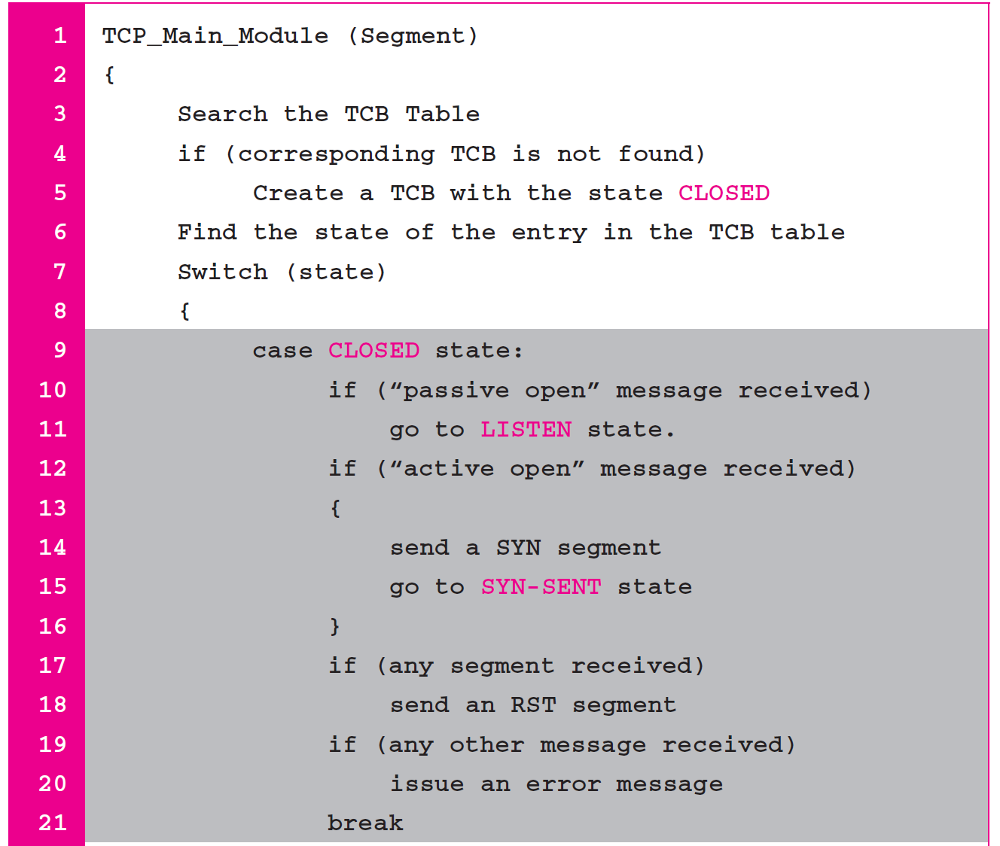 1 TCP_Main_Module (Segment)
2 {
3 Search the TCB Table
4 if (corresponding TCB is not found)
5 Create a TCB with the state CLOSED
6 Find the state of the entry in the TCB table
7 Switch (state)
8 {
9 case CLOSED state:
10 if (“passive open” message received)
11 go to LISTEN state.
12 if (“active open” message received)
13 {
14 send a SYN segment
15 go to SYN-SENT state
16 }
17 if (any segment received)
18 send an RST segment
19 if (any other message received)
20 issue an error message
21 break